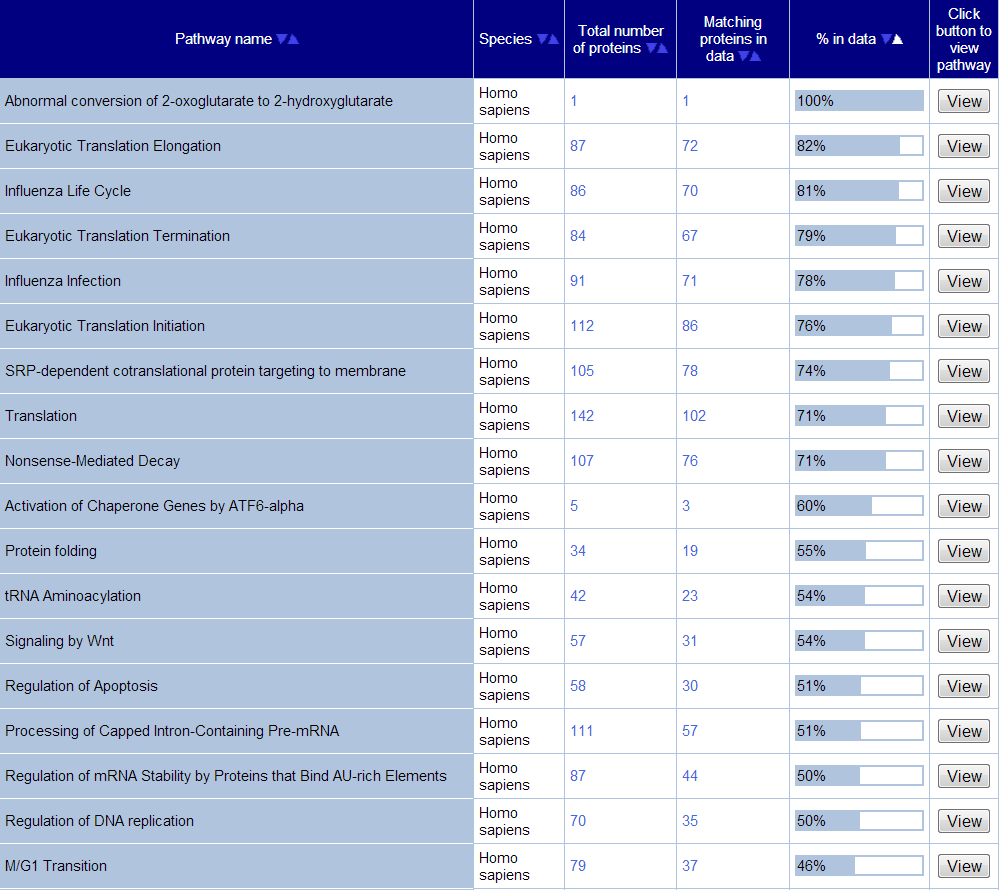 Pathway name Species Total number of proteins Matching proteins in data % in data Click button to view pathway
Abnormal conversion of 2-oxoglutarate to 2-hydroxyglutarate Homo sapiens 1 1 100% View
Eukaryotic Translation Elongation Homo sapiens 87 72 82% View
Influenza Life Cycle Homo sapiens 86 70 81% View
Eukaryotic Translation Termination Homo sapiens 84 67 79% View
Influenza Infection Homo sapiens 91 71 78% View
Eukaryotic Translation Initiation Homo sapiens 112 86 76% View
SRP-dependent cotranslational protein targeting to membrane Homo sapiens 105 78 74% View
Translation Homo sapiens 142 102 71% View
Nonsense-Mediated Decay Homo sapiens 107 76 71% View
Activation of Chaperone Genes by ATF6-alpha Homo sapiens 5 3 60% View
Protein folding Homo sapiens 34 19 55% View
tRNA Aminoacylation Homo sapiens 42 23 54% View
Signaling by Wnt Homo sapiens 57 31 54% View
Regulation of Apoptosis Homo sapiens 58 30 51% View
Processing of Capped Intron-Containing Pre-mRNA Homo sapiens 111 57 51% View
Regulation of mRNA Stability by Proteins that Bind AU-rich Elements Homo sapiens 87 44 50% View
Regulation of DNA replication Homo sapiens 70 35 50% View
M/G1 Transition Homo sapiens 79 37 46% View